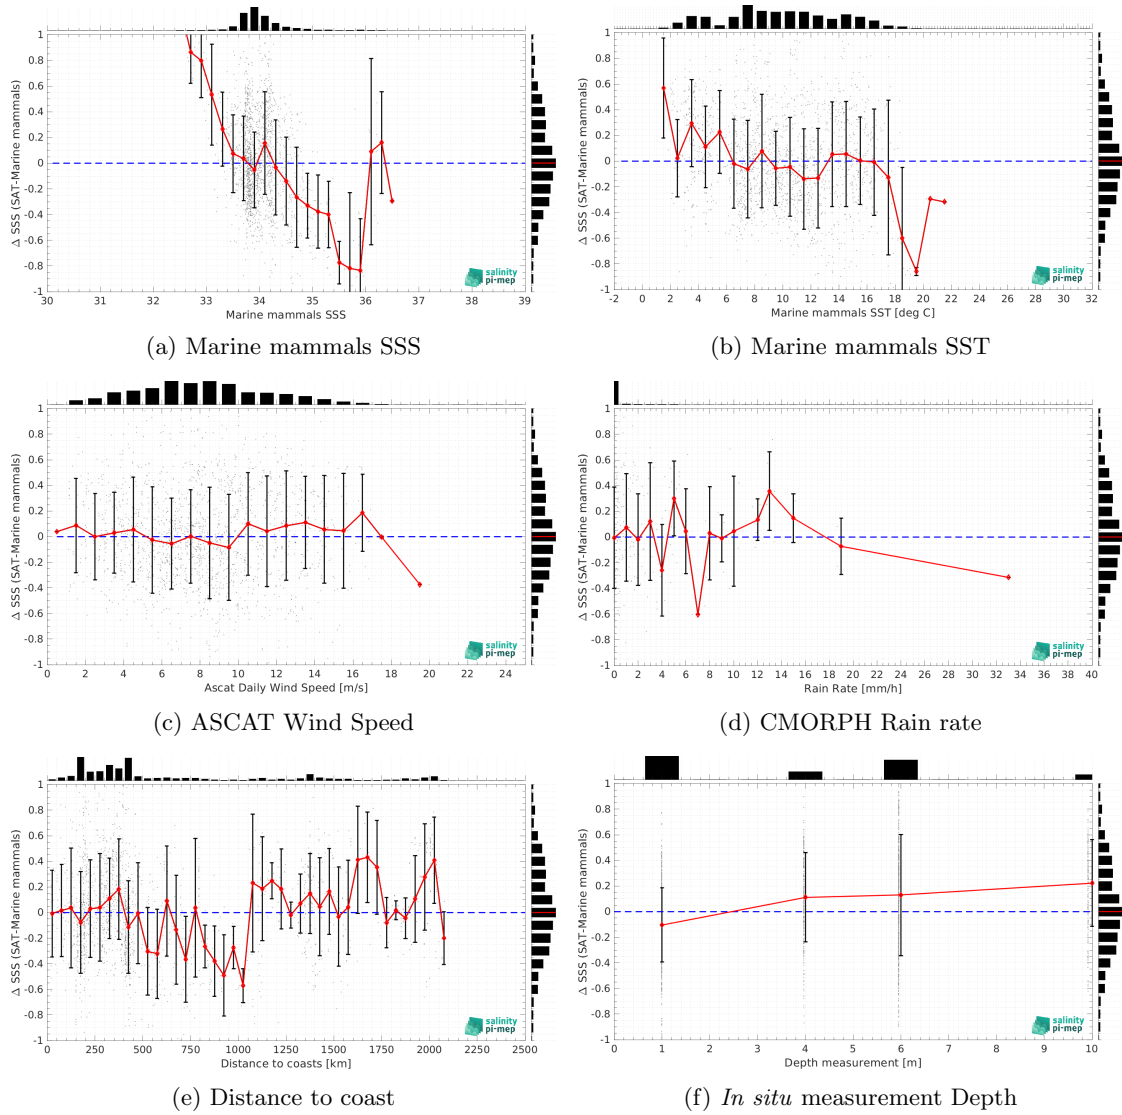 1
0.8
0.6
0.4
0.2
0
-0.2
-0.4
-0.6
-0.8
-1
Δ SSS (SAT-Marine mammals)
30 31 32 33 34 35 36 37 38 39
Marine mammals SSS
salinity
pi-mep
(a) Marine mammals SSS
1
0.8
0.6
0.4
0.2
0
-0.2
-0.4
-0.6
-0.8
-1
Δ SSS (SAT-Marine mammals)
-2 0 2 4 6 8 10 12 14 16 18 20 22 24 26 28 30 32
Marine mammals SST [deg C]
salinity
pi-mep
(b) Marine mammals SST
1
0.8
0.6
0.4
0.2
0
-0.2
-0.4
-0.6
-0.8
-1
Δ SSS (SAT-Marine mammals)
0 2 4 6 8 10 12 14 16 18 20 22 24
Ascat Daily Wind Speed [m/s]
salinity
pi-mep
(c) ASCAT Wind Speed
1
0.8
0.6
0.4
0.2
0
-0.2
-0.4
-0.6
-0.8
-1
Δ SSS (SAT-Marine mammals)
0 2 4 6 8 10 12 14 16 18 20 22 24 26 28 30 32 34 36 38 40
Rain Rate [mm/h]
salinity
pi-mep
(d) CMORPH Rain rate
1
0.8
0.6
0.4
0.2
0
-0.2
-0.4
-0.6
-0.8
-1
Δ SSS (SAT-Marine mammals)
0 250 500 750 1000 1250 1500 1750 2000 2250 2500
Distance to coasts [km]
salinity
pi-mep
(e) Distance to coast
1
0.8
0.6
0.4
0.2
0
-0.2
-0.4
-0.6
-0.8
-1
Δ SSS (SAT-Marine mammals)
0 1 2 3 4 5 6 7 8 9 10
Depth measurement [m]
salinity
pi-mep
(f) In situ measurement Depth